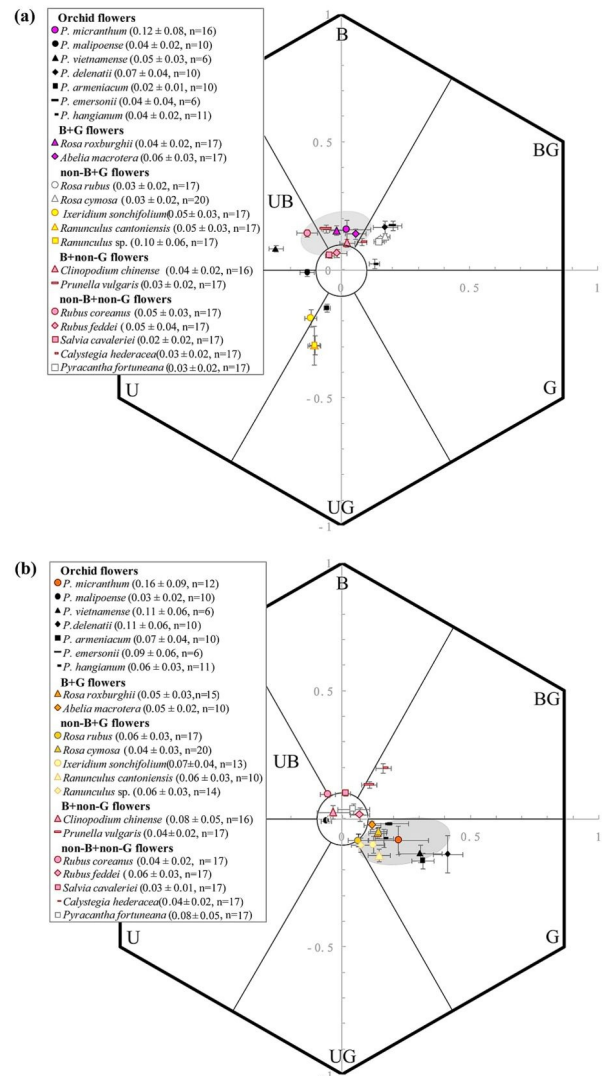 (a)
Orchid flowers
P. micranthum (0.12 ± 0.08, n=16)
P. malipoense (0.04 ± 0.02, n=10)
P. vietnamense (0.05 ± 0.03, n=6)
P. delenatii (0.07 ± 0.04, n=10)
P. armeniacum (0.02 ± 0.01, n=10)
P. emersonii (0.04 ± 0.04, n=6)
P. hangianum (0.04 ± 0.02, n=11)
B+G flowers
Rosa roxburghii (0.04 ± 0.02, n=17)
Abelia macrotera (0.06 ± 0.03, n=17)
non-B+G flowers
Rosa rubus (0.03 ± 0.02, n=17)
Rosa cymosa (0.03 ± 0.02, n=20)
Ixeridium sonchifolium(0.05 ± 0.03, n=17)
Ranunculus cantoniensis (0.05 ± 0.03, n=17)
Ranunculus sp. (0.10 ± 0.06, n=17)
B+non-G flowers
Clinopodium chinense (0.04 ± 0.02, n=16)
Prunella vulgaris (0.03 ± 0.02, n=17)
non-B+non-G flowers
Rubus coreanus (0.05 ± 0.03, n=17)
Rubus feddei (0.05 ± 0.04, n=17)
Salvia cavaleriei (0.02 ± 0.02, n=17)
Calystegia hederacea(0.03 ± 0.02, n=17)
Pyracantha fortuneana (0.03 ± 0.02, n=17)
1
B
BG
0.5
UB
0
0
0.5
1
U
-0.5
G
UG
-1
(b)
Orchid flowers
P. micranthum (0.16 ± 0.09, n=12)
P. malipoense (0.03 ± 0.02, n=10)
P. vietnamense (0.11 ± 0.06, n=6)
P.delenatii (0.11 ± 0.06, n=10)
P. armeniacum (0.07 ± 0.04, n=10)
P. emersonii (0.09 ± 0.06, n=6)
P. hangianum (0.06 ± 0.03, n=11)
B+G flowers
Rosa roxburghii (0.05 ± 0.03,n=15)
Abelia macrotera (0.05 ± 0.02, n=10)
non-B+G flowers
Rosa rubus (0.06 ± 0.03, n=17)
Rosa cymosa (0.04 ± 0.03, n=20)
Ixeridium sonchifolium(0.07±0.04, n=13)
Ranunculus cantoniensis (0.06 ± 0.03, n=10)
Ranunculus sp. (0.06 ± 0.03, n=14)
B+non-G flowers
Clinopodium chinense (0.08 ± 0.05, n=16)
Prunella vulgaris (0.04±0.02, n=17)
non-B+non-G flowers
Rubus coreanus (0.04 ± 0.02, n=17)
Rubus feddei (0.06 ± 0.03, n=17)
Salvia cavaleriei (0.03 ± 0.01, n=17)
Calystegia hederacea(0.04 ± 0.02, n=17)
Pyracantha fortuneana (0.08±0.05, n=17)
1
B
BG
0.5
UB
0
0
0.5
1
U
-0.5
G
UG
-1